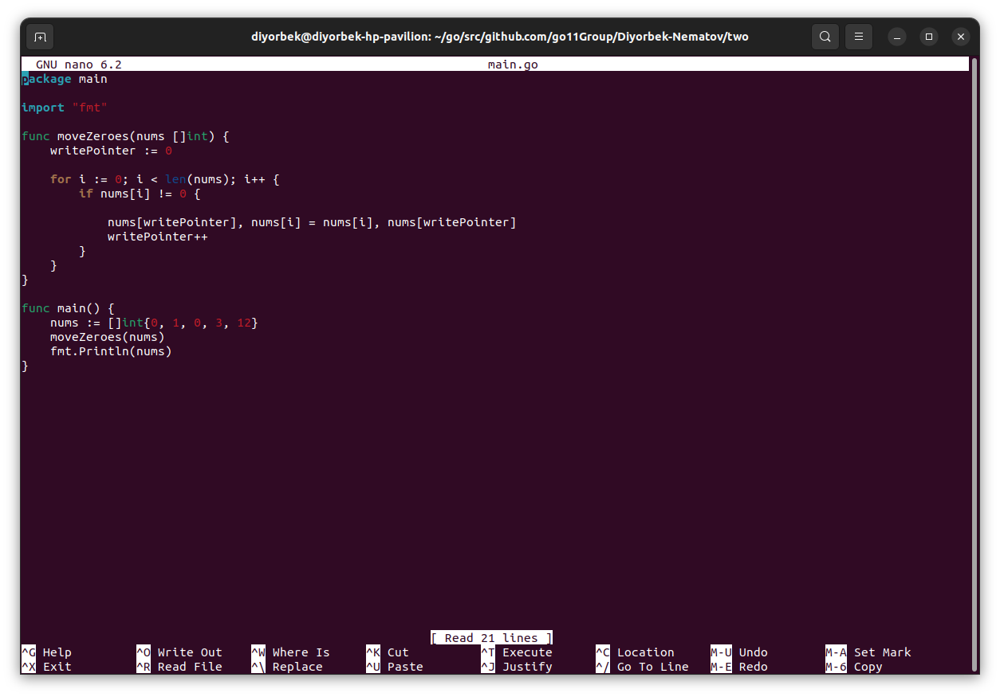 diyorbek@diyorbek-hp-pavilion: ~/go/src/github.com/go11Group/Diyorbek-Nematov/two
GNU nano 6.2 main.go
package main
import "fmt"
func moveZeroes(nums []int) {
    writePointer := 0
    for i := 0; i < len(nums); i++ {
        if nums[i] != 0 {
            nums[writePointer], nums[i] = nums[i], nums[writePointer]
            writePointer++
        }
    }
}
func main() {
    nums := []int{0, 1, 0, 3, 12}
    moveZeroes(nums)
    fmt.Println(nums)
}
[ Read 21 lines ]
^G Help ^O Write Out ^W Where Is ^K Cut ^T Execute ^C Location M-U Undo M-A Set Mark
^X Exit ^R Read File ^\ Replace ^U Paste ^J Justify ^/ Go To Line M-E Redo M-6 Copy